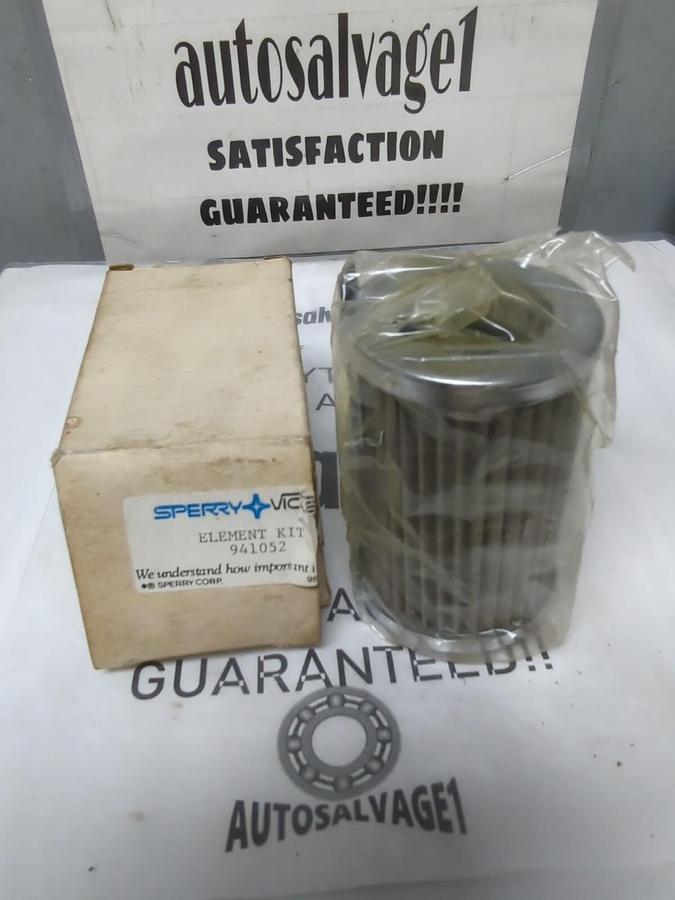 autosalvage1
SATISFACTION
GUARANTEED!!!!
SPERRY VIC
ELEMENT KIT
941052
We understand how important
® SPERRY CORP.
GUARANTEED!!
AUTOSALVAGE1